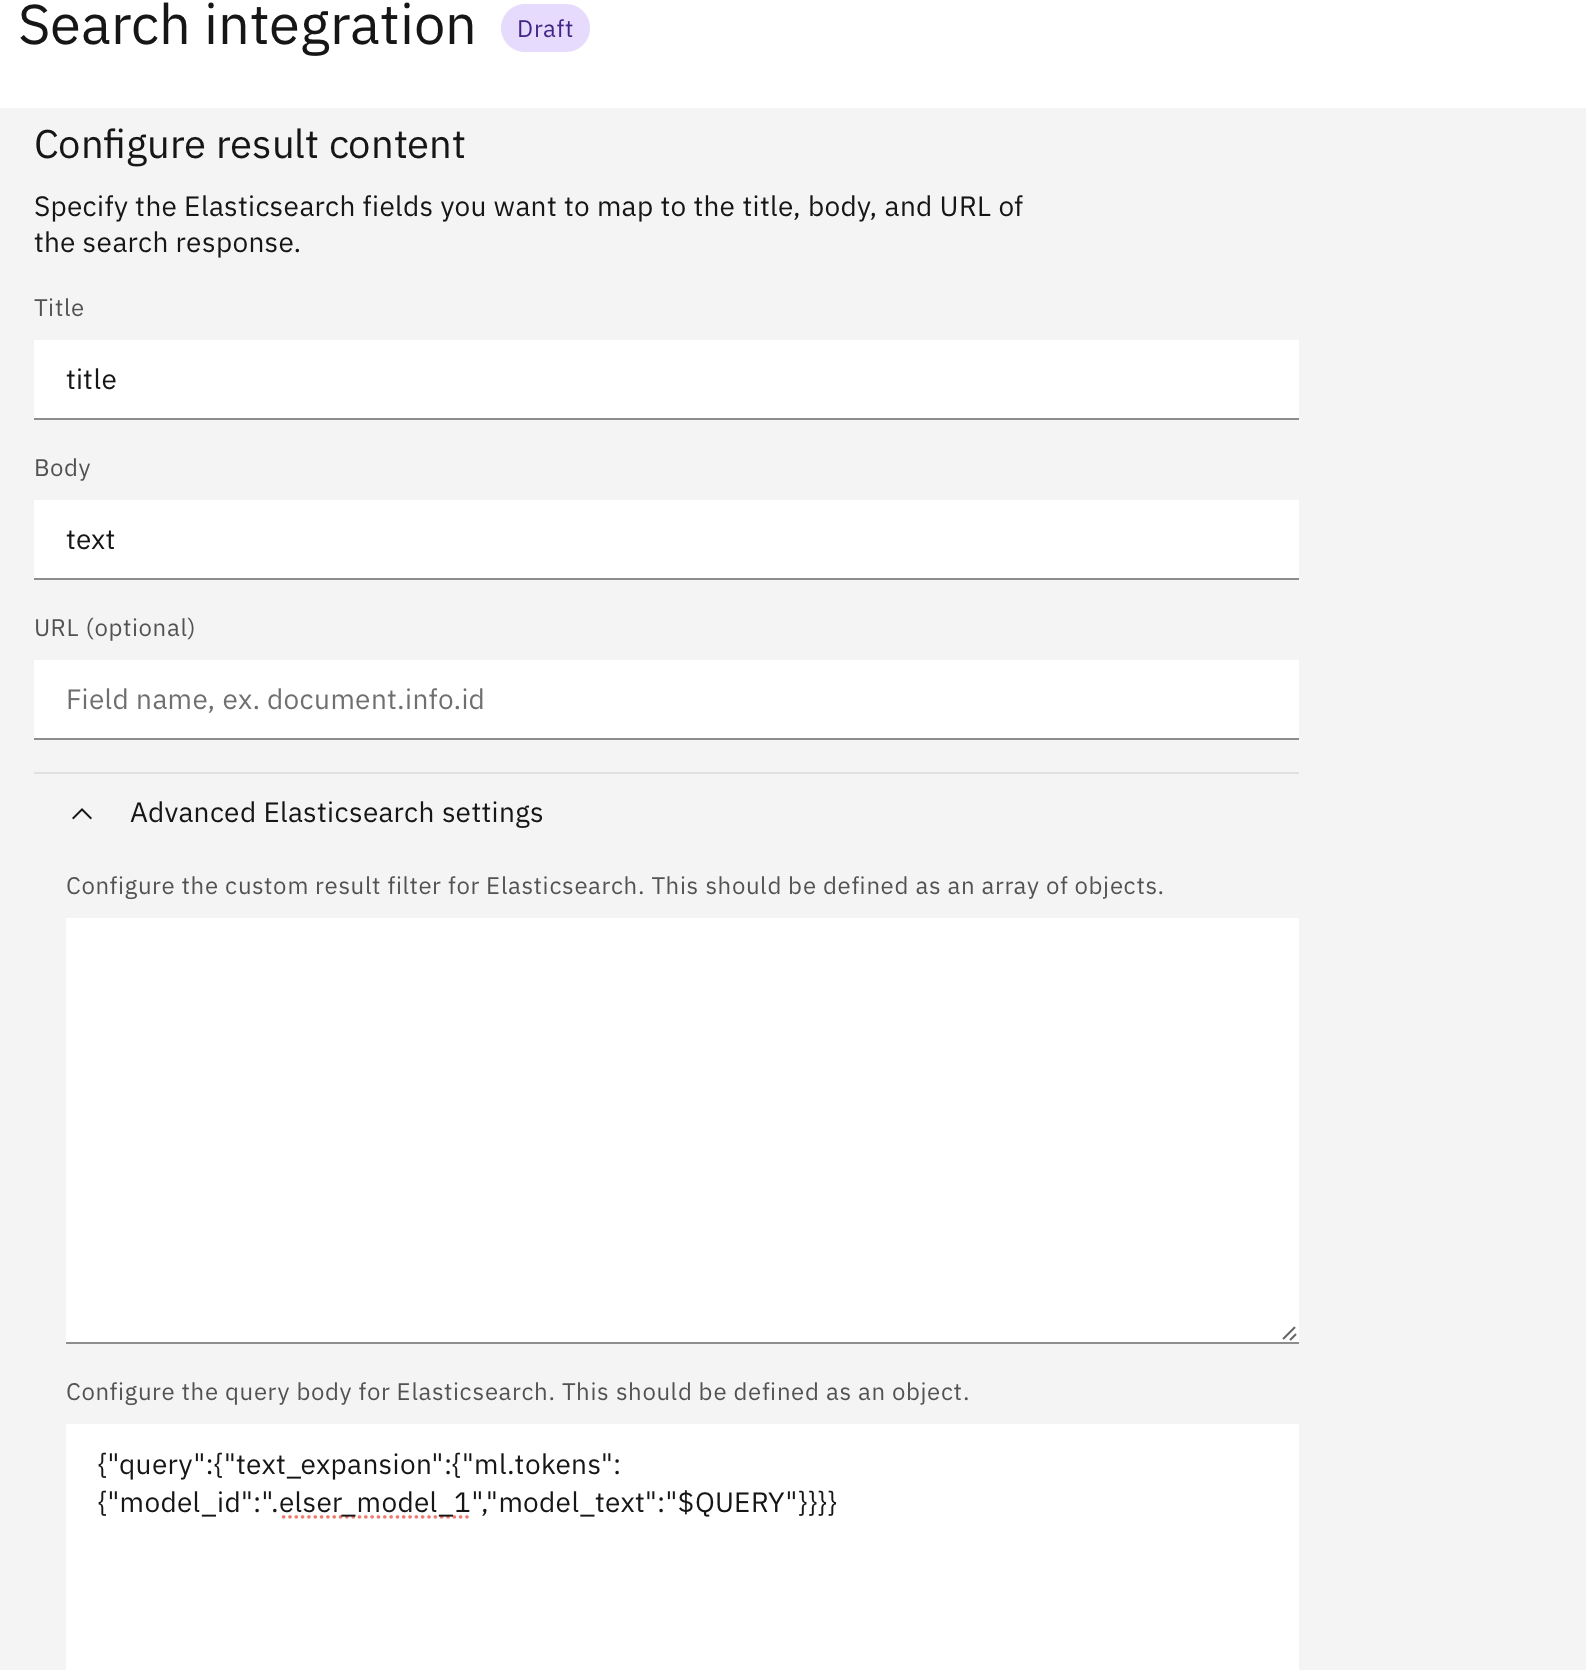 Search integration
Draft
Configure result content
Specify the Elasticsearch fields you want to map to the title, body, and URL of
the search response.
Title
title
Body
text
URL (optional)
Field name, ex. document.info.id
Advanced Elasticsearch settings
Configure the custom result filter for Elasticsearch. This should be defined as an array of objects.
Configure the query body for Elasticsearch. This should be defined as an object.
{"query":{"text_expansion":{"ml.tokens":
{"model_id":".elser_model_1","model_text":"$QUERY"}}}}